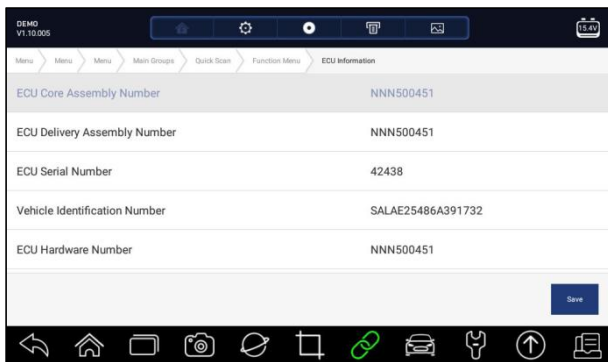 DEMO
V1.10.005
15.4V
Menu Menu Menu Main Groups Quick Scan Function Menu ECU Information
ECU Core Assembly Number NNN500451
ECU Delivery Assembly Number NNN500451
ECU Serial Number 42438
Vehicle Identification Number SALAE25486A391732
ECU Hardware Number NNN500451
Save